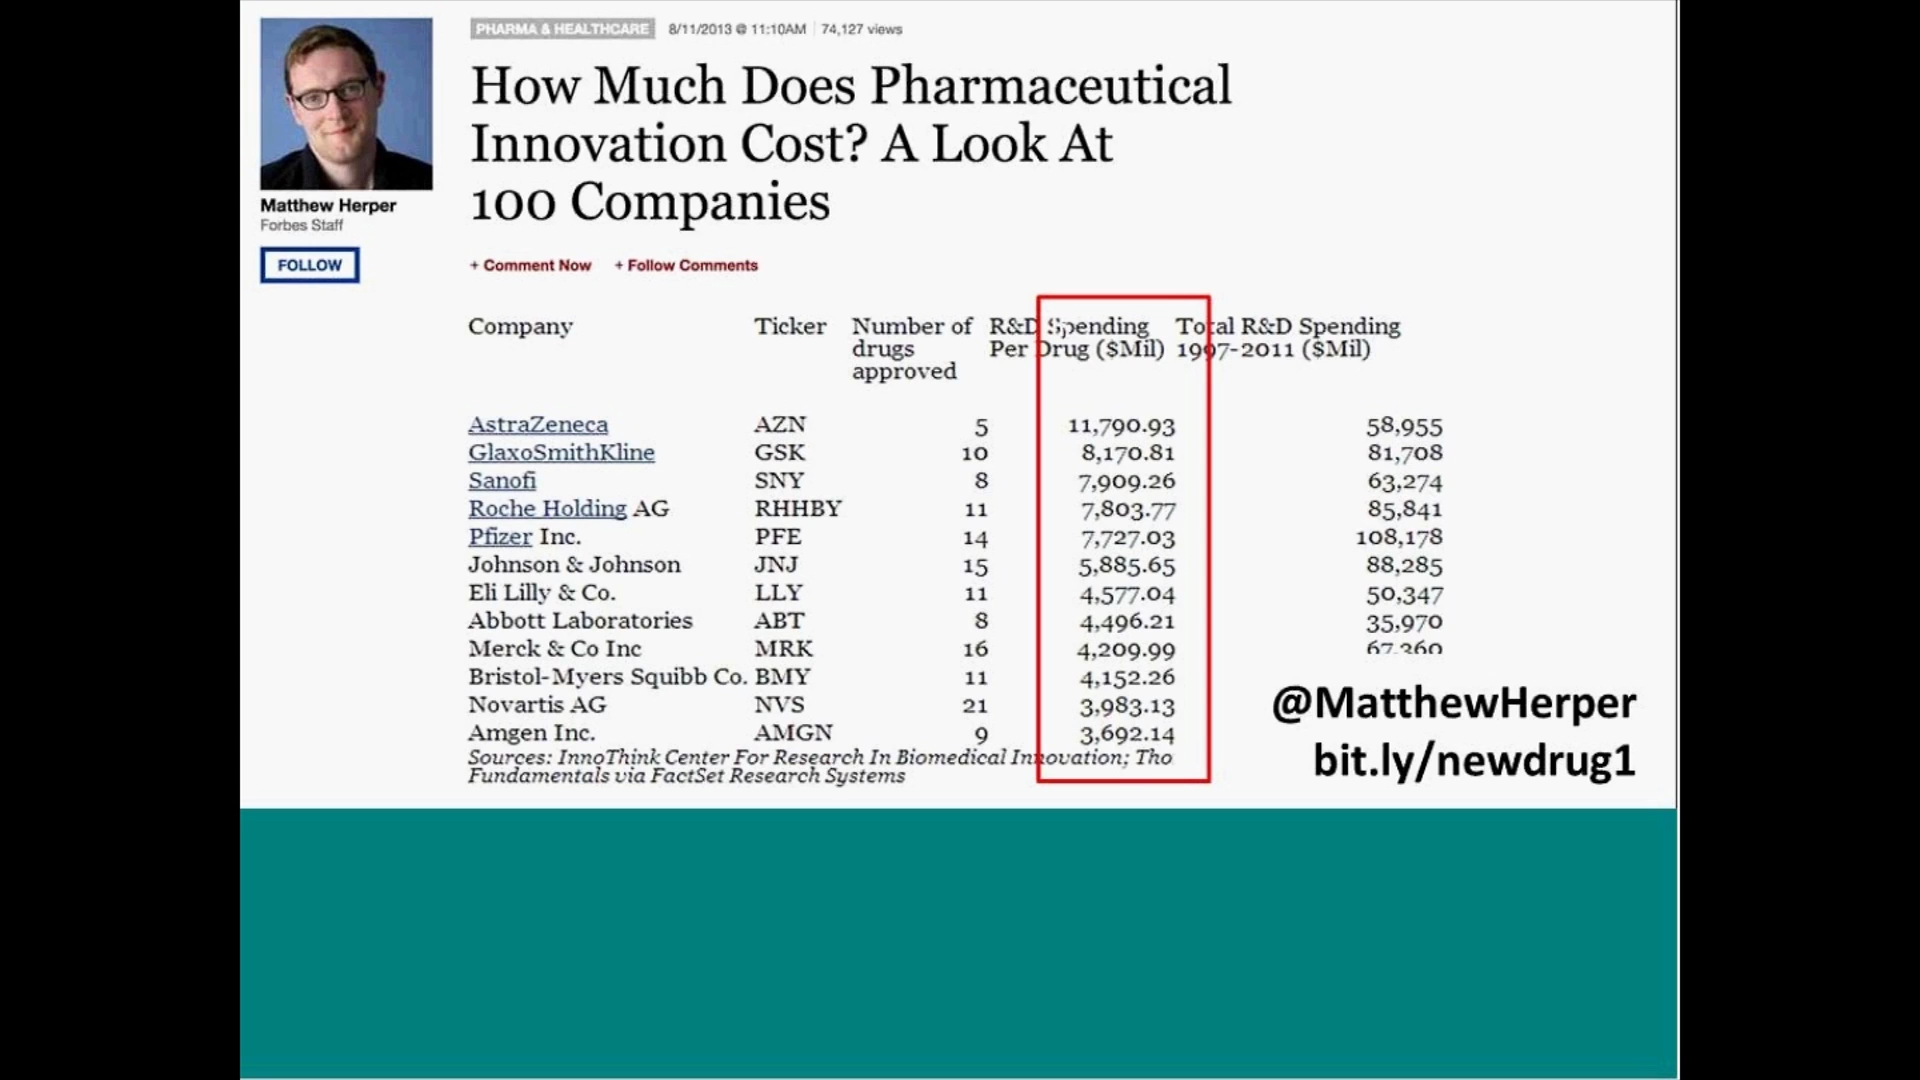 PHARMA & HEALTHCARE 8/11/2013 @ 11:10AM 74,127 views
How Much Does Pharmaceutical
Innovation Cost? A Look At
100 Companies
Matthew Herper
Forbes Staff
FOLLOW
+ Comment Now + Follow Comments
Company Ticker Number of R&D Spending Total R&D Spending
drugs Per Drug ($Mil) 1997-2011 ($Mil)
approved
AstraZeneca AZN 5 11,790.93 58,955
GlaxoSmithKline GSK 10 8,170.81 81,708
Sanofi SNY 8 7,909.26 63,274
Roche Holding AG RHHBY 11 7,803.77 85,841
Pfizer Inc. PFE 14 7,727.03 108,178
Johnson & Johnson JNJ 15 5,885.65 88,285
Eli Lilly & Co. LLY 11 4,577.04 50,347
Abbott Laboratories ABT 8 4,496.21 35,970
Merck & Co Inc MRK 16 4,209.99 67,360
Bristol-Myers Squibb Co. BMY 11 4,152.26
Novartis AG NVS 21 3,983.13
Amgen Inc. AMGN 9 3,692.14
Sources: InnoThink Center For Research In Biomedical Innovation; Tho
Fundamentals via FactSet Research Systems
@MatthewHerper
bit.ly/newdrug1